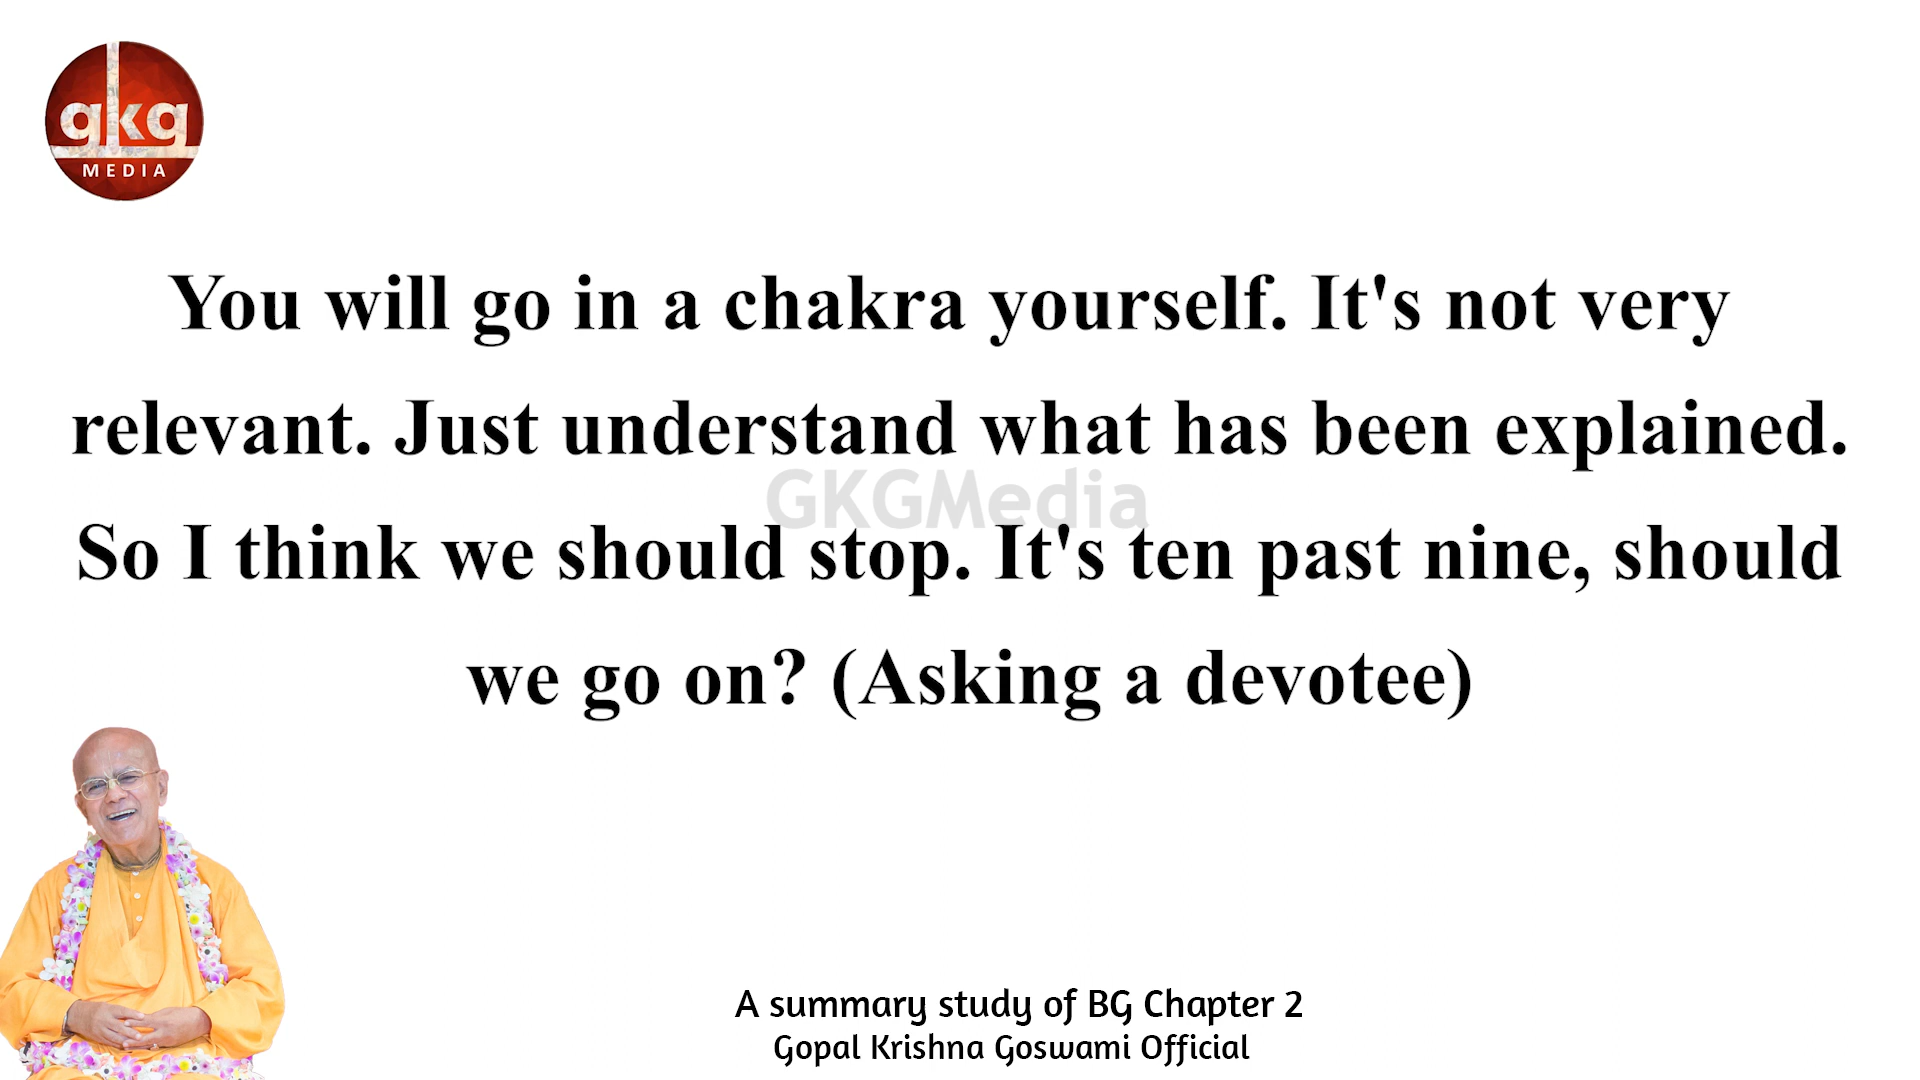 gkg
MEDIA
You will go in a chakra yourself. It's not very
relevant. Just understand what has been explained.
GKGMedia
So I think we should stop. It's ten past nine, should
we go on? (Asking a devotee)
A summary study of BG Chapter 2
Gopal Krishna Goswami Official